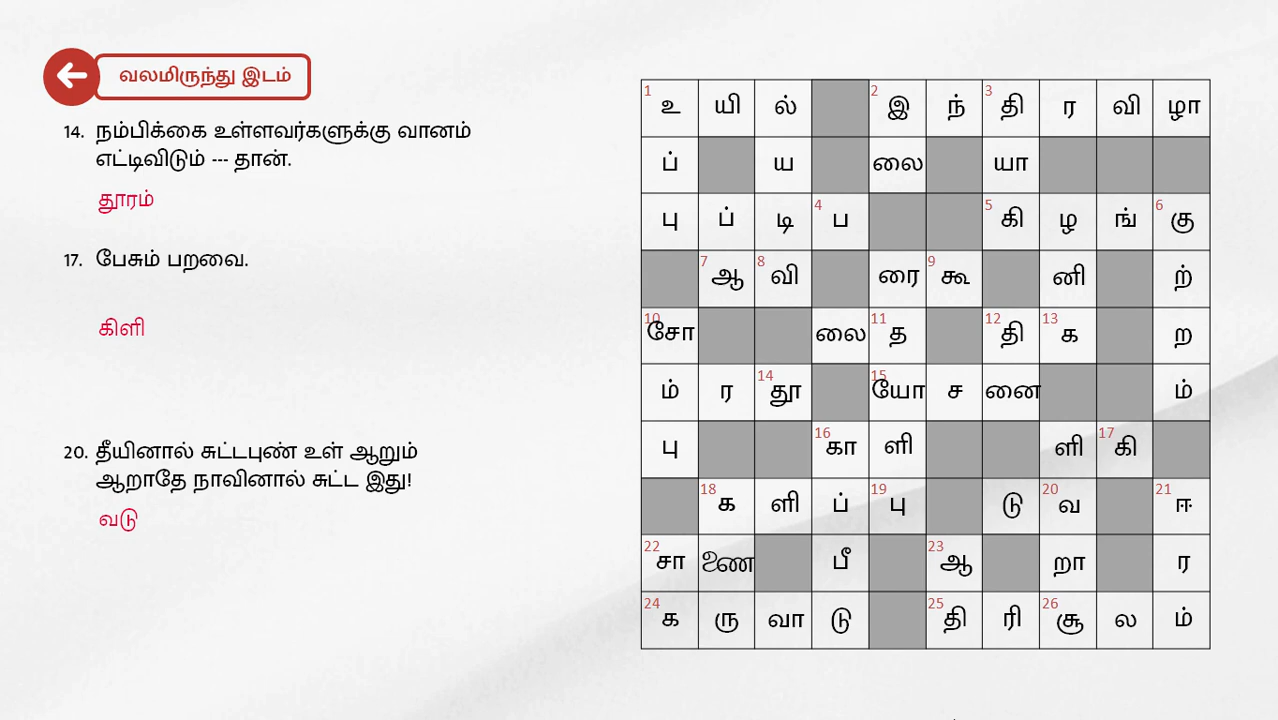 வலமிருந்து இடம்
14. நம்பிக்கை உள்ளவர்களுக்கு வானம்
எட்டிவிடும் --- தான்.
தூரம்
17. பேசும் பறவை.
கிளி
20. தீயினால் சுட்டபுண் உள் ஆறும்
ஆறாதே நாவினால் சுட்ட இது!
வடு
1 உ யி ல் 2 இ ந் 3 தி ர வி ழா
ப் ய லை யா
பு ப் டி 4 ப 5 கி ழ ங் 6 கு
7 ஆ 8 வி ரை 9 கூ னி ற்
10 சோ லை 11 த 12 தி 13 க ற
ம் ர 14 தூ 15 யோ ச னை ம்
பு 16 கா ளி ளி 17 கி
18 க ளி ப் 19 பு டு 20 வ 21 ஈ
22 சா ணை பீ 23 ஆ றா ர
24 க ரு வா டு 25 தி ரி 26 சூ ல ம்